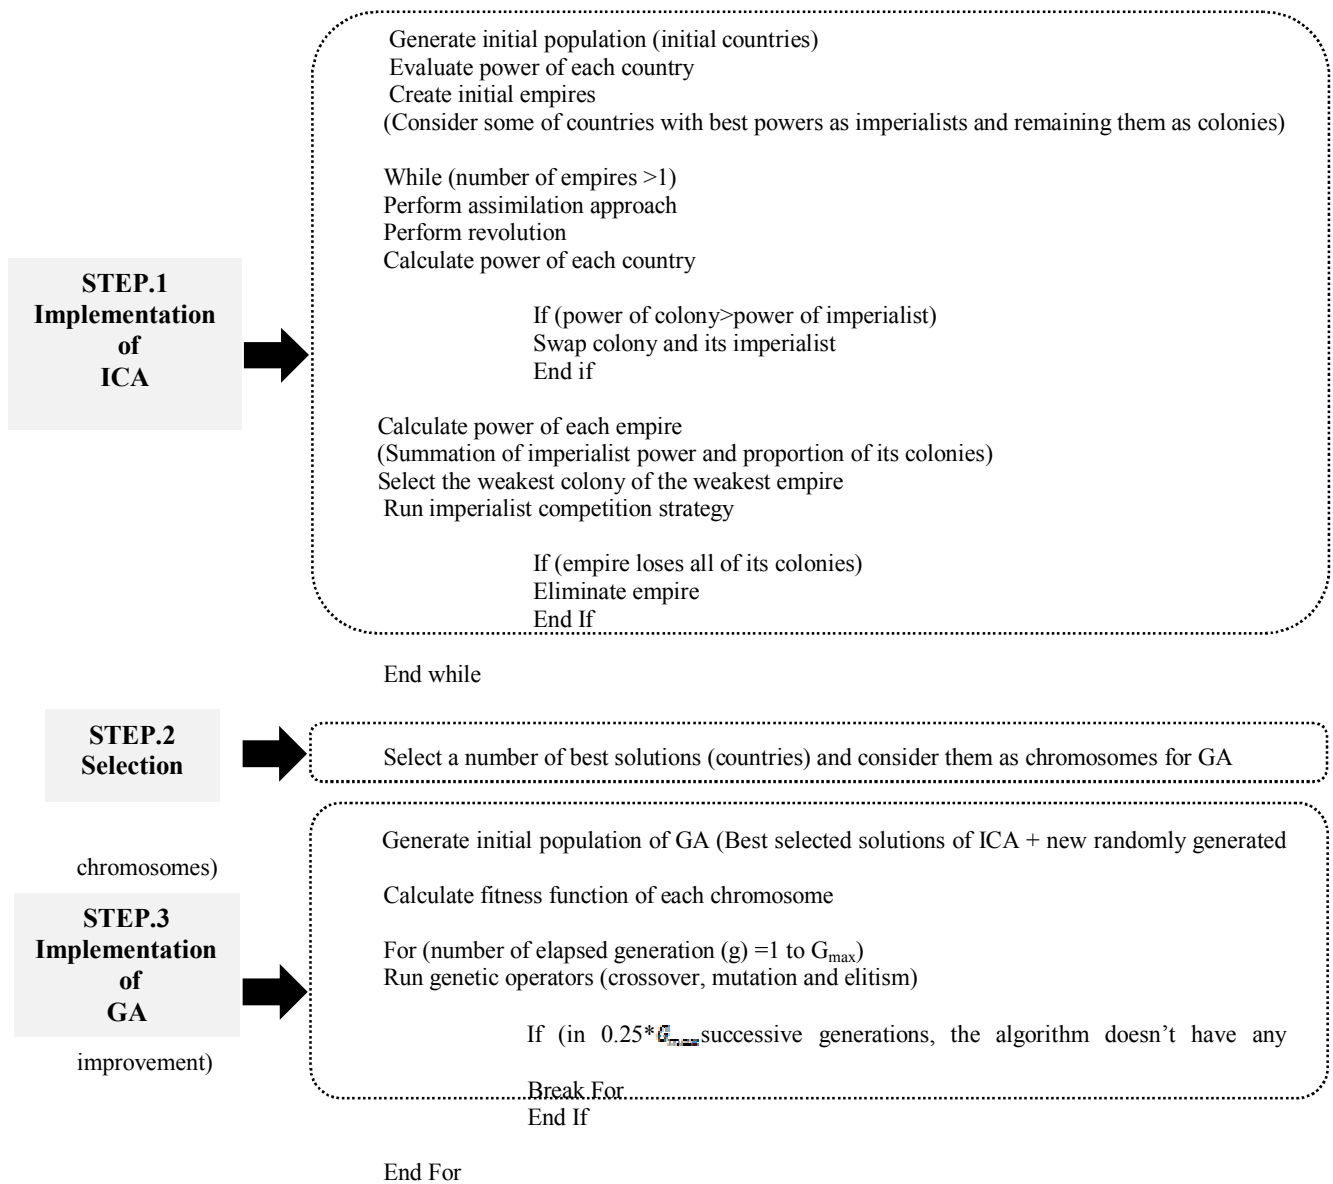 Generate initial population (initial countries)
Evaluate power of each country
Create initial empires
(Consider some of countries with best powers as imperialists and remaining them as colonies)
While (number of empires >1)
Perform assimilation approach
Perform revolution
Calculate power of each country
STEP.1
Implementation
of
ICA
If (power of colony>power of imperialist)
Swap colony and its imperialist
End if
Calculate power of each empire
(Summation of imperialist power and proportion of its colonies)
Select the weakest colony of the weakest empire
Run imperialist competition strategy
If (empire loses all of its colonies)
Eliminate empire
End If
End while
STEP.2
Selection
Select a number of best solutions (countries) and consider them as chromosomes for GA
Generate initial population of GA (Best selected solutions of ICA + new randomly generated
chromosomes)
Calculate fitness function of each chromosome
STEP.3
Implementation
of
GA
For (number of elapsed generation (g) =1 to Gmax)
Run genetic operators (crossover, mutation and elitism)
If (in 0.25* successive generations, the algorithm doesn’t have any
improvement)
Break For
End If
End For